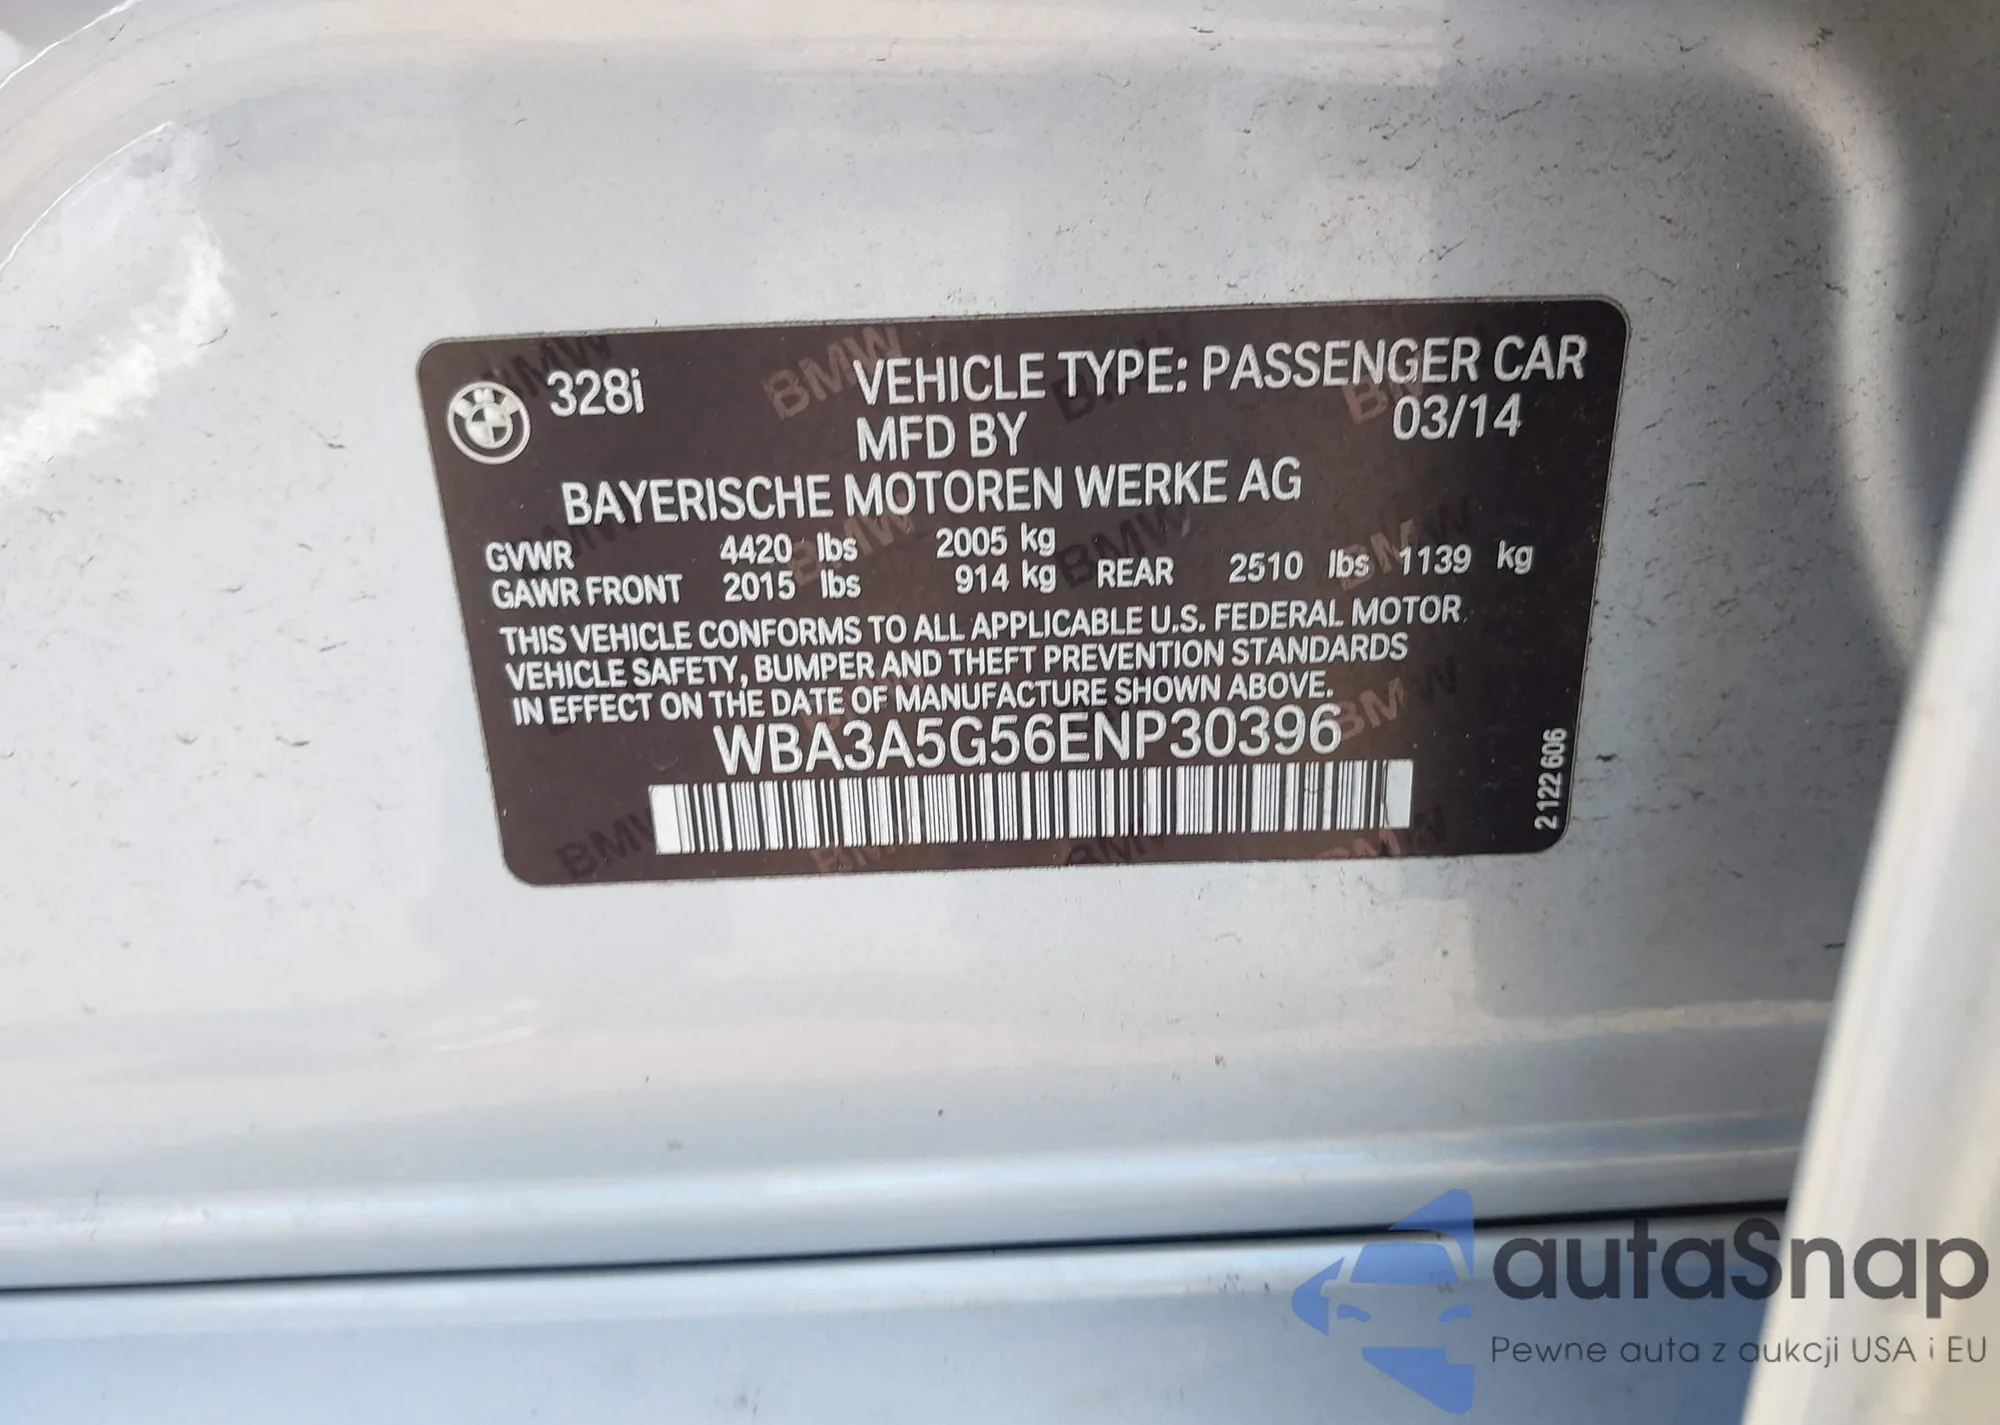 328i
VEHICLE TYPE: PASSENGER CAR
MFD BY 03/14
BAYERISCHE MOTOREN WERKE AG
GVWR 4420 lbs 2005 kg
GAWR FRONT 2015 lbs 914 kg REAR 2510 lbs 1139 kg
THIS VEHICLE CONFORMS TO ALL APPLICABLE U.S. FEDERAL MOTOR
VEHICLE SAFETY, BUMPER AND THEFT PREVENTION STANDARDS
IN EFFECT ON THE DATE OF MANUFACTURE SHOWN ABOVE.
WBA3A5G56ENP30396
2 122 606
autaSnap
Pewne auta z aukcji USA i EU